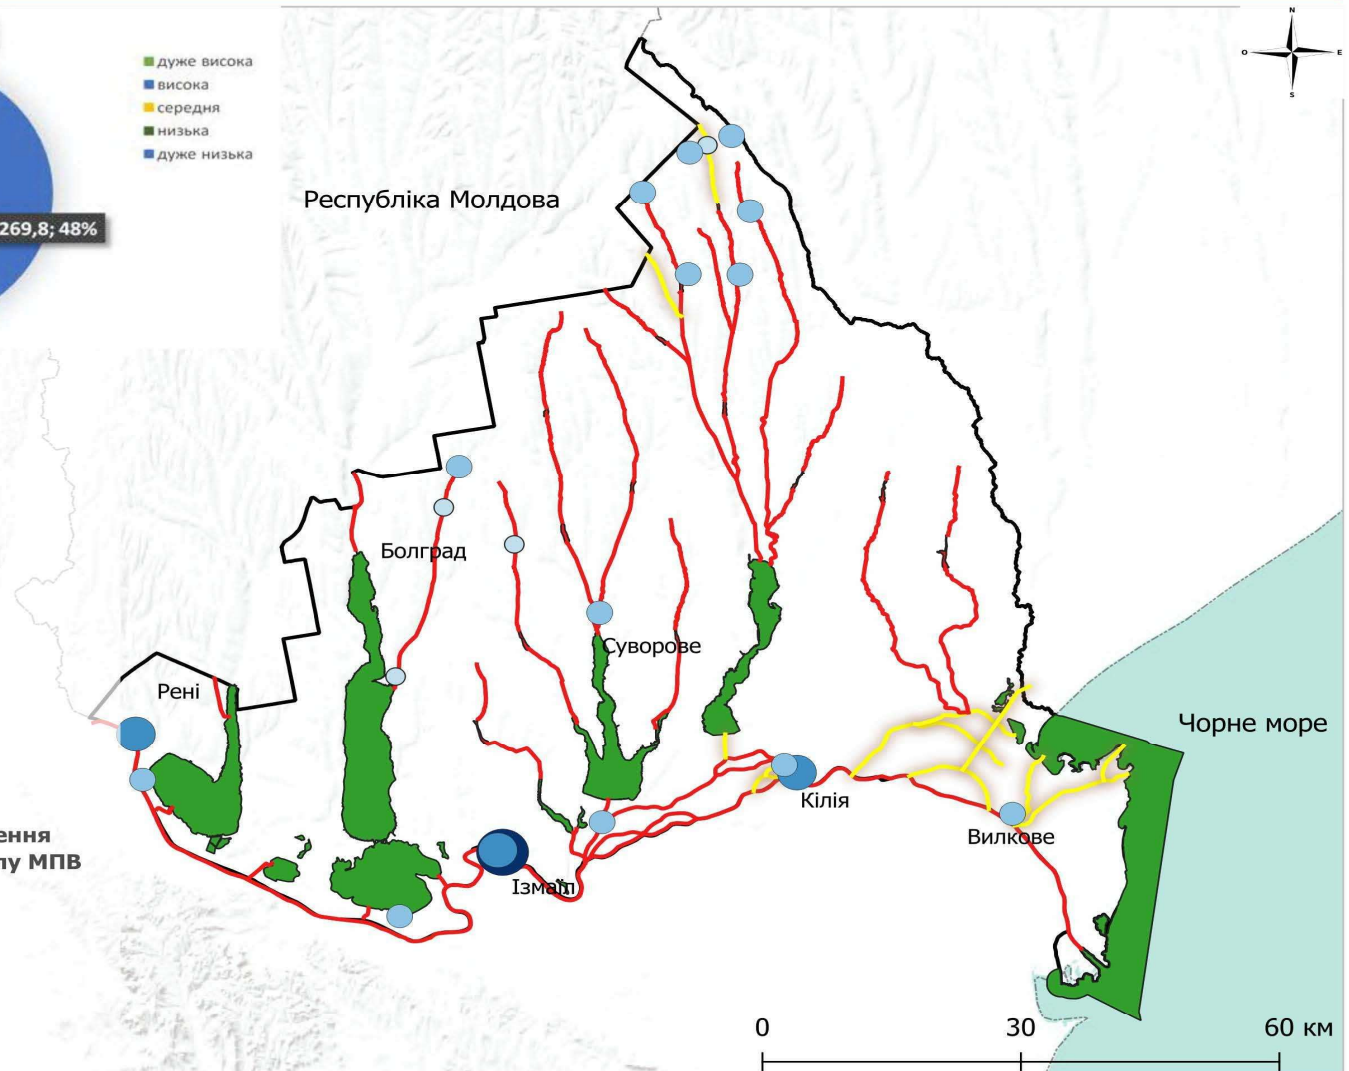 дуже висока
висока
середня
низька
дуже низька
269,8; 48%
N
O
E
S
Республіка Молдова
Болград
Суворове
Рені
Чорне море
Кілія
Вилкове
Ізмаїл
ення
лу МПВ
0 30 60 км